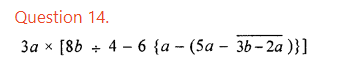 Question 14.
3a × [8b ÷ 4 – 6 {a – (5a – 3b – 2a̅)}]